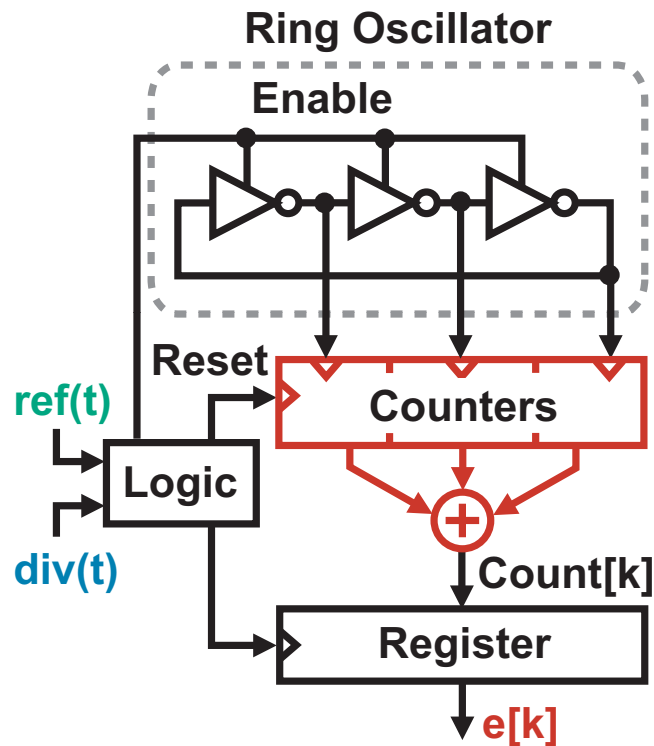 Ring Oscillator
Enable
Reset
ref(t)
Counters
Logic
div(t)
Count[k]
Register
e[k]